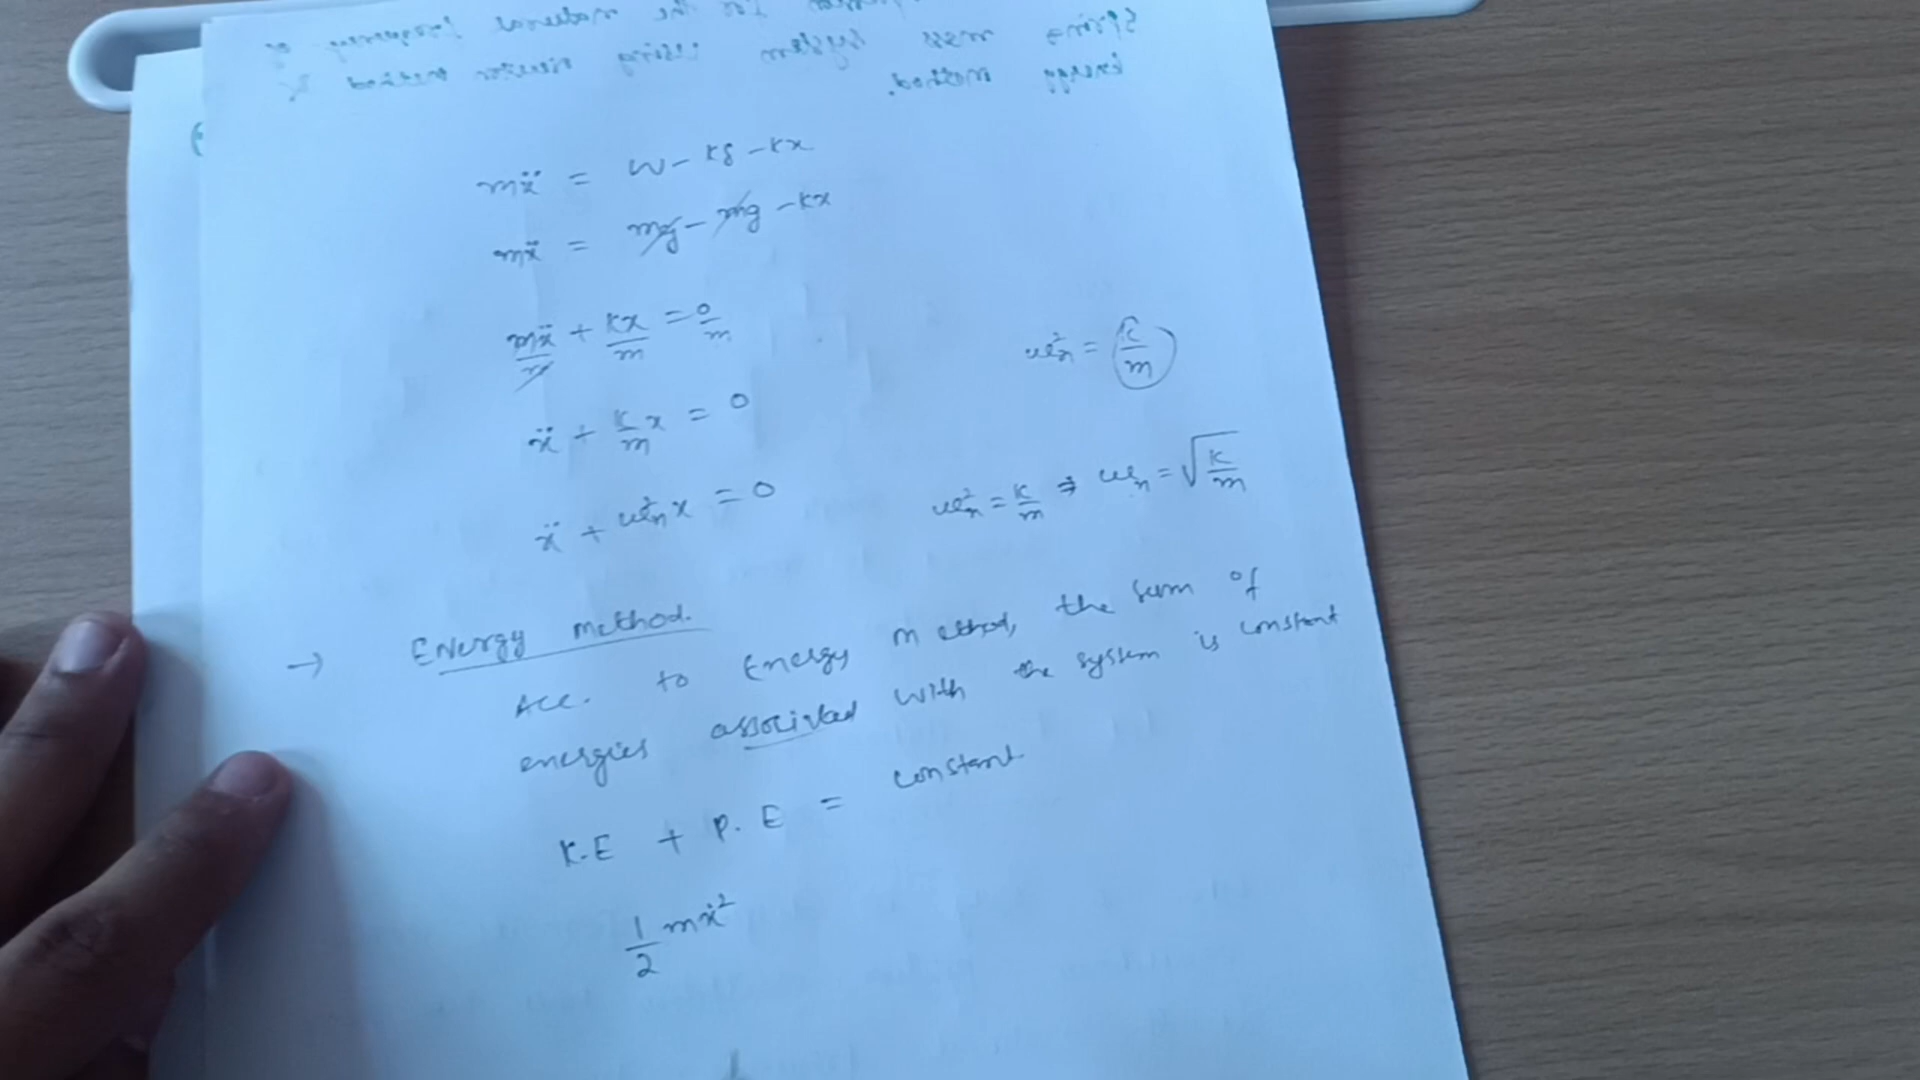 mẍ = W - kδ - kx
mẍ = mg - mg - kx
mẍ/m + kx/m = 0/m
ωn² = k/m
ẍ + k/m x = 0
ẍ + ωn² x = 0
ωn² = k/m ⇒ ωn = √k/m
→ Energy method.
Acc. to Energy method, the sum of
energies associated with the system is constant
K.E + P.E = constant
1/2 mẋ²